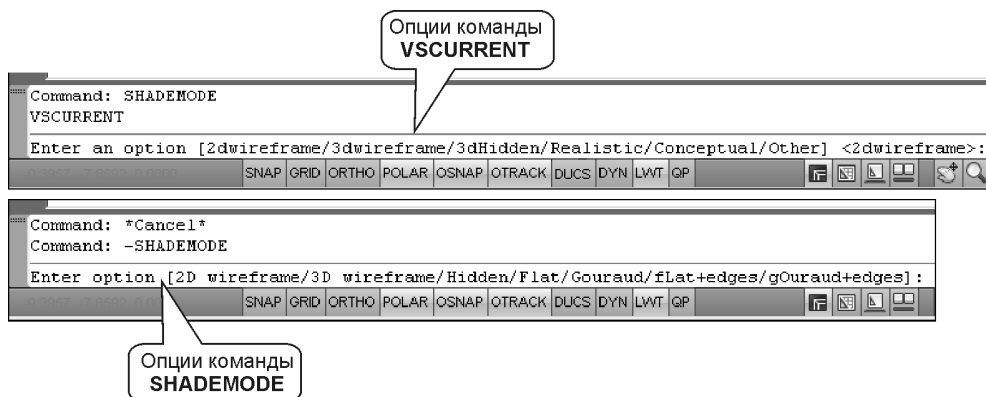 Опции команды
VSCURRENT
Command: SHADEMODE
VSCURRENT
Enter an option [2dwireframe/3dwireframe/3dHidden/Realistic/Conceptual/Other] <2dwireframe>:
SNAP GRID ORTHO POLAR OSNAP OTRACK DUCS DYN LWT QP
Command: *Cancel*
Command: -SHADEMODE
Enter option [2D wireframe/3D wireframe/Hidden/Flat/Gouraud/fLat+edges/gOuraud+edges]:
SNAP GRID ORTHO POLAR OSNAP OTRACK DUCS DYN LWT QP
Опции команды
SHADEMODE